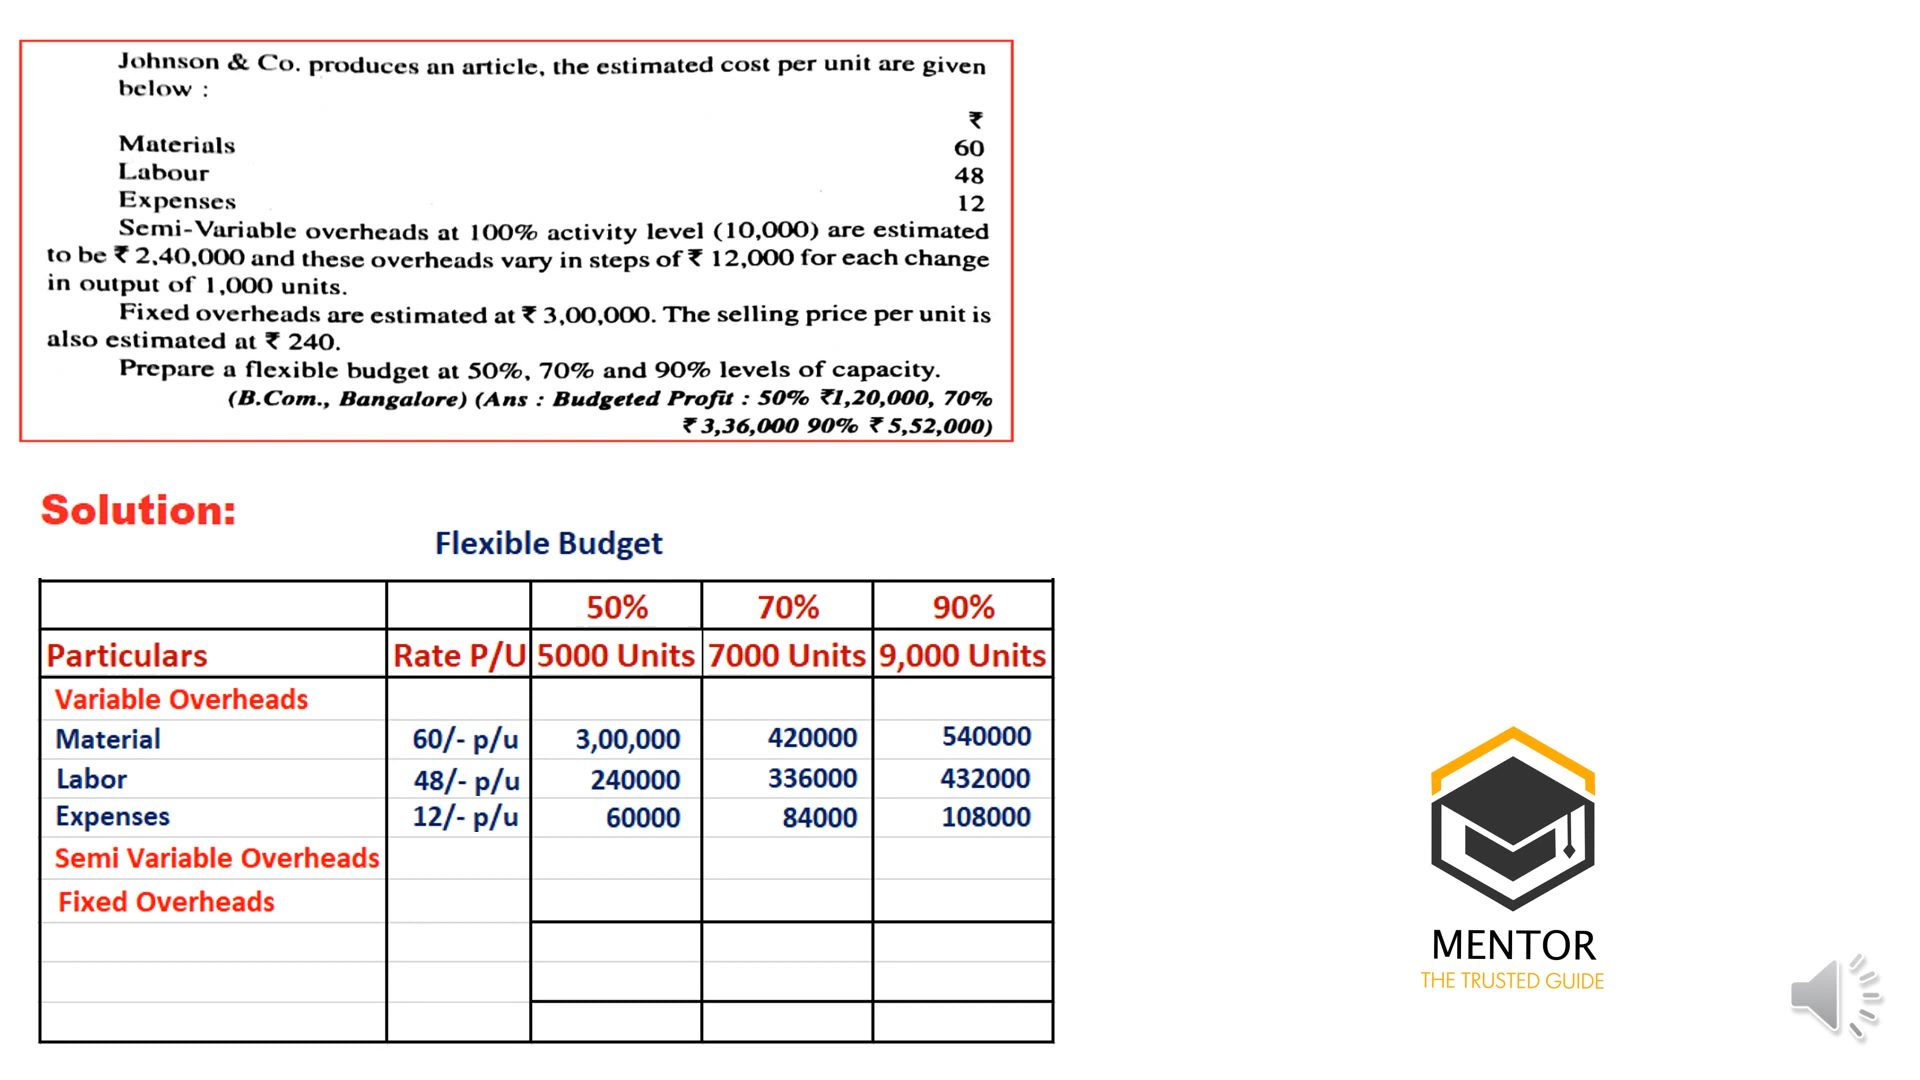 Johnson & Co. produces an article, the estimated cost per unit are given
below :
₹
Materials 60
Labour 48
Expenses 12
Semi-Variable overheads at 100% activity level (10,000) are estimated
to be ₹ 2,40,000 and these overheads vary in steps of ₹ 12,000 for each change
in output of 1,000 units.
Fixed overheads are estimated at ₹ 3,00,000. The selling price per unit is
also estimated at ₹ 240.
Prepare a flexible budget at 50%, 70% and 90% levels of capacity.
(B.Com., Bangalore) (Ans : Budgeted Profit : 50% ₹1,20,000, 70%
₹ 3,36,000 90% ₹ 5,52,000)
Solution:
Flexible Budget
50% 70% 90%
Particulars Rate P/U 5000 Units 7000 Units 9,000 Units
Variable Overheads
Material 60/- p/u 3,00,000 420000 540000
Labor 48/- p/u 240000 336000 432000
Expenses 12/- p/u 60000 84000 108000
Semi Variable Overheads
Fixed Overheads
MENTOR
THE TRUSTED GUIDE